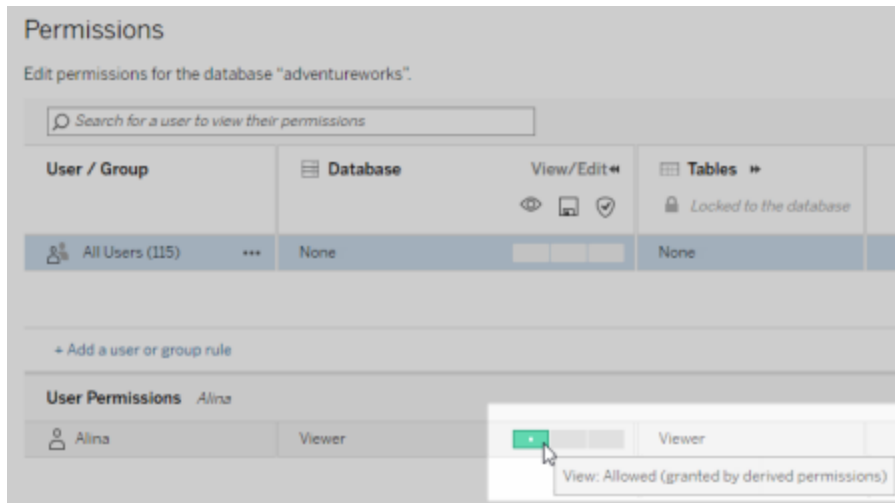 Permissions
Edit permissions for the database "adventureworks".
Search for a user to view their permissions
User / Group Database View/Edit Tables
Locked to the database
All Users (115) ••• None None
+ Add a user or group rule
User Permissions Alina
Alina Viewer Viewer
View: Allowed (granted by derived permissions)